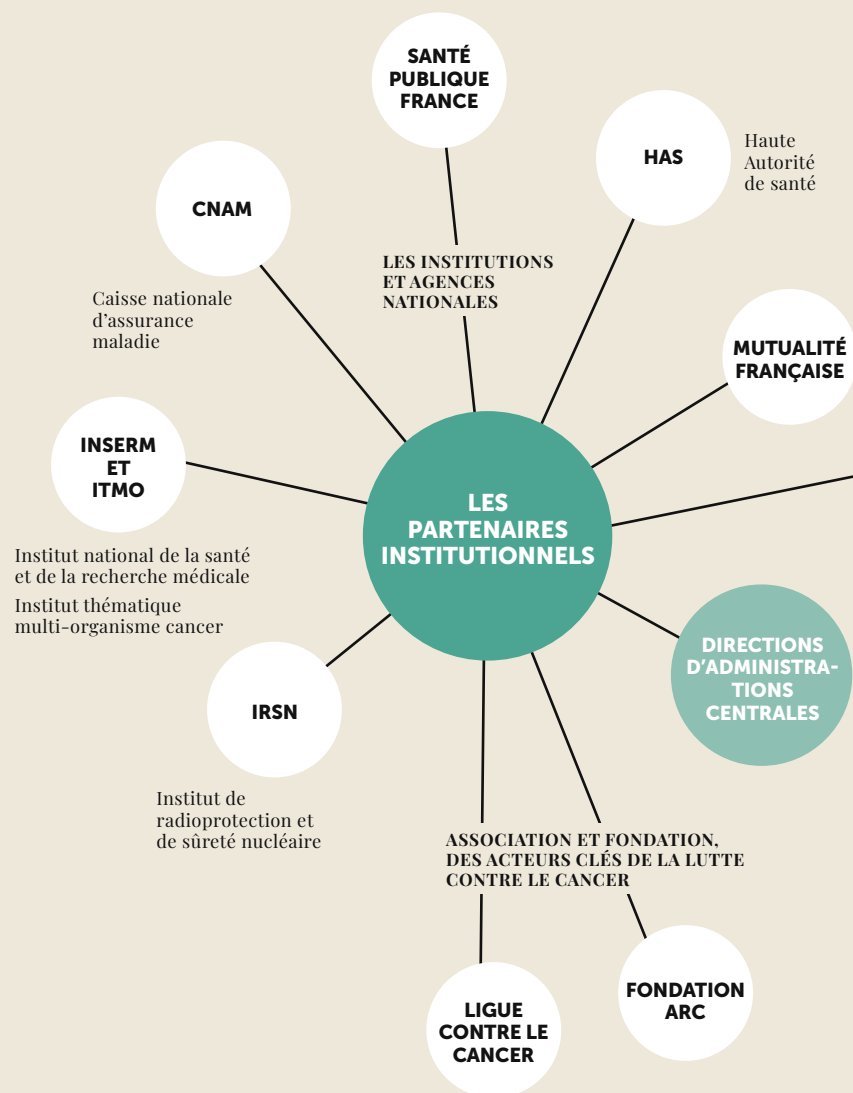 SANTÉ
PUBLIQUE
FRANCE
HAS
Haute
Autorité
de santé
CNAM
Caisse nationale
d’assurance
maladie
LES INSTITUTIONS
ET AGENCES
NATIONALES
MUTUALITÉ
FRANÇAISE
INSERM
ET
ITMO
Institut national de la santé
et de la recherche médicale
Institut thématique
multi-organisme cancer
LES
PARTENAIRES
INSTITUTIONNELS
DIRECTIONS
D’ADMINISTRA-
TIONS
CENTRALES
IRSN
Institut de
radioprotection et
de sûreté nucléaire
ASSOCIATION ET FONDATION,
DES ACTEURS CLÉS DE LA LUTTE
CONTRE LE CANCER
LIGUE
CONTRE LE
CANCER
FONDATION
ARC